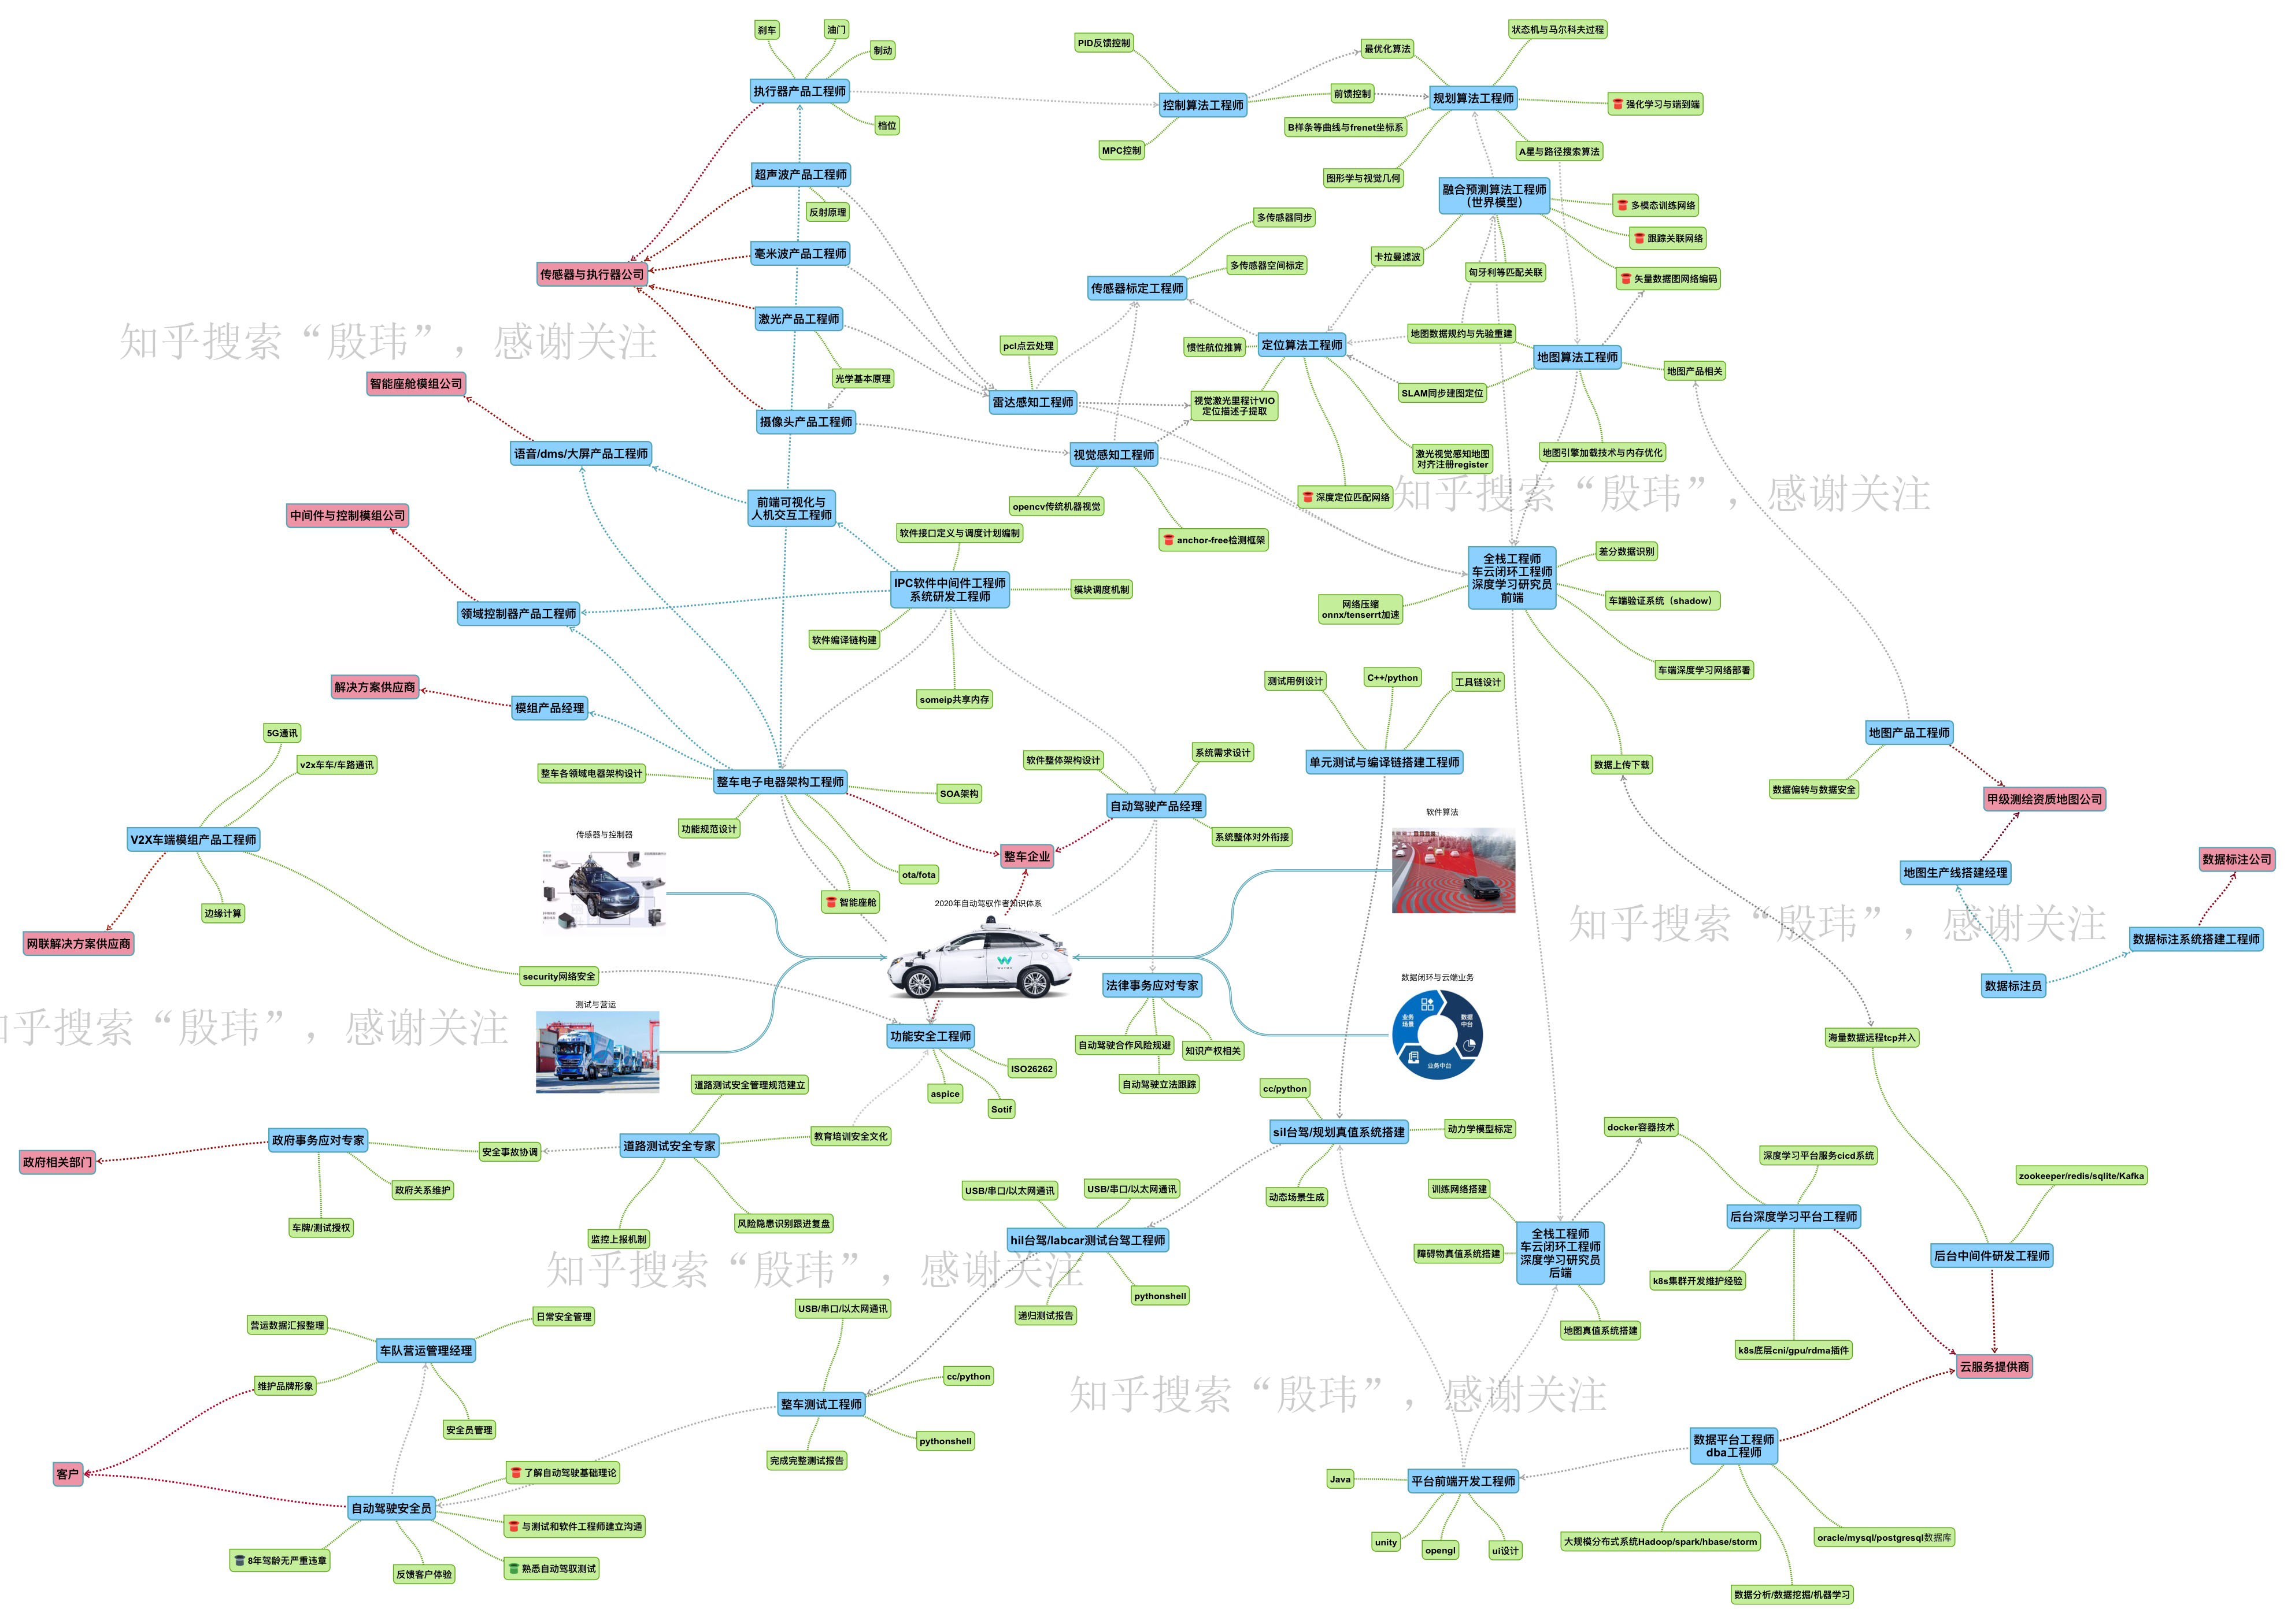 刹车
油门
制动
执行器产品工程师
档位
超声波产品工程师
反射原理
毫米波产品工程师
传感器与执行器公司
激光产品工程师
光学基本原理
摄像头产品工程师
PID反馈控制
控制算法工程师
MPC控制
最优化算法
状态机与马尔科夫过程
前馈控制
规划算法工程师
强化学习与端到端
B样条等曲线与frenet坐标系
A星与路径搜索算法
图形学与视觉几何
融合预测算法工程师
（世界模型）
多模态训练网络
跟踪关联网络
矢量数据图网络编码
卡拉曼滤波
匈牙利等匹配关联
多传感器同步
多传感器空间标定
传感器标定工程师
惯性航位推算
定位算工程师
地图数据规约与先验重建
地图算法工程师
地图产品相关
SLAM同步建图定位
pcl点云处理
雷达感知工程师
视觉激光里程计VIO
定位描述子提取
视觉感知工程师
激光视觉感知地图
对齐注册register
地图引擎加载技术与内存优化
深度定位匹配网络
opencv传统机器视觉
anchor-free检测框架
知乎搜索“殷玮”，感谢关注
知乎搜索“殷玮”，感谢关注
智能座舱模组公司
语音/dms/大屏产品工程师
前端可视化与
人机交互工程师
中间件与控制模组公司
软件接口定义与调度计划编制
IPC软件中间件工程师
系统研发工程师
模块调度机制
领域控制器产品工程师
软件编译链构建
someip共享内存
全栈工程师
车云闭环工程师
深度学习研究员
前端
差分数据识别
车端验证系统（shadow）
网络压缩
onnx/tenserrt加速
车端深度学习网络部署
解决方案供应商
模组产品经理
测试用例设计
C++/python
工具链设计
单元测试与编译链搭建工程师
数据上传下载
地图产品工程师
数据偏转与数据安全
甲级测绘资质地图公司
5G通讯
v2x车车/车路通讯
整车各领域电器架构设计
整车电子电器架构工程师
SOA架构
功能规范设计
ota/fota
智能座舱
软件整体架构设计
系统需求设计
自动驾驶产品经理
系统整体对外衔接
整车企业
V2X车端模组产品工程师
边缘计算
网联解决方案供应商
security网络安全
传感器与控制器
软件算法
2020年自动驾驭作者知识体系
地图生产线搭建经理
数据标注公司
数据标注系统搭建工程师
数据标注员
知乎搜索“殷玮”，感谢关注
测试与营运
数据闭环与云端业务
业务
场景
数据
中台
业务中台
法律事务应对专家
自动驾驶合作风险规避
知识产权相关
自动驾驶立法跟踪
功能安全工程师
ISO26262
aspice
Sotif
乎搜索“殷玮”，感谢关注
海量数据远程tcp并入
道路测试安全管理规范建立
道路测试安全专家
教育培训安全文化
安全事故协调
政府事务应对专家
政府相关部门
政府关系维护
车牌/测试授权
监控上报机制
风险隐患识别跟进复盘
cc/python
sil台驾/规划真值系统搭建
动力学模型标定
动态场景生成
USB/串口/以太网通讯
USB/串口/以太网通讯
hil台驾/labcar测试台驾工程师
递归测试报告
pythonshell
docker容器技术
深度学习平台服务cicd系统
zookeeper/redis/sqlite/Kafka
训练网络搭建
障碍物真值系统搭建
全栈工程师
车云闭环工程师
深度学习研究员
后端
地图真值系统搭建
后台深度学习平台工程师
k8s集群开发维护经验
k8s底层cni/gpu/rdma插件
后台中间件研发工程师
云服务提供商
知乎搜索“殷玮”，感谢关注
知乎搜索“殷玮”，感谢关注
营运数据汇报整理
日常安全管理
车队营运管理经理
维护品牌形象
安全员管理
USB/串口/以太网通讯
cc/python
整车测试工程师
pythonshell
完成完整测试报告
客户
自动驾驶安全员
了解自动驾驶基础理论
与测试和软件工程师建立沟通
8年驾龄无严重违章
反馈客户体验
熟悉自动驾驭测试
数据平台工程师
dba工程师
Java
平台前端开发工程师
unity
opengl
ui设计
大规模分布式系统Hadoop/spark/hbase/storm
oracle/mysql/postgresql数据库
数据分析/数据挖掘/机器学习